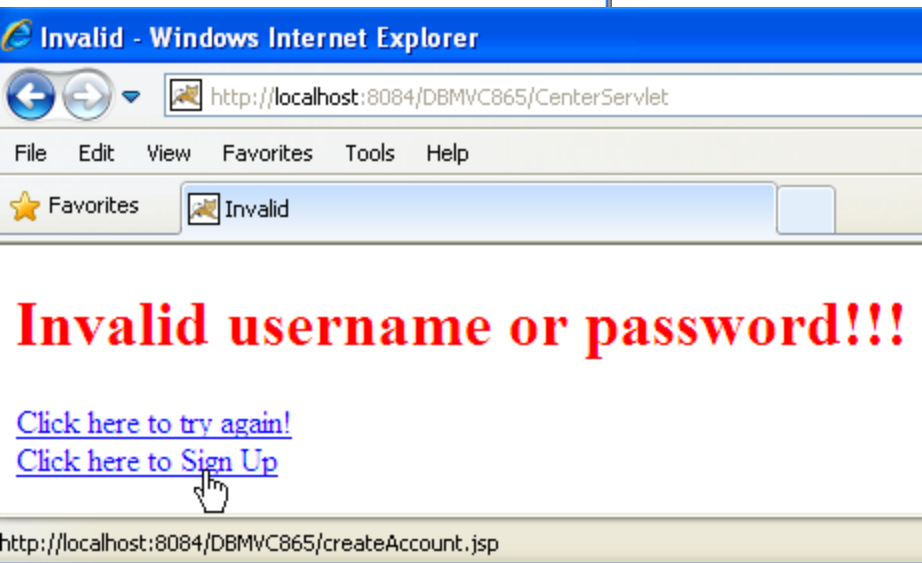 Invalid - Windows Internet Explorer
http://localhost:8084/DBMVC865/CenterServlet
File Edit View Favorites Tools Help
Favorites Invalid
Invalid username or password!!!
Click here to try again!
Click here to Sign Up
http://localhost:8084/DBMVC865/createAccount.jsp